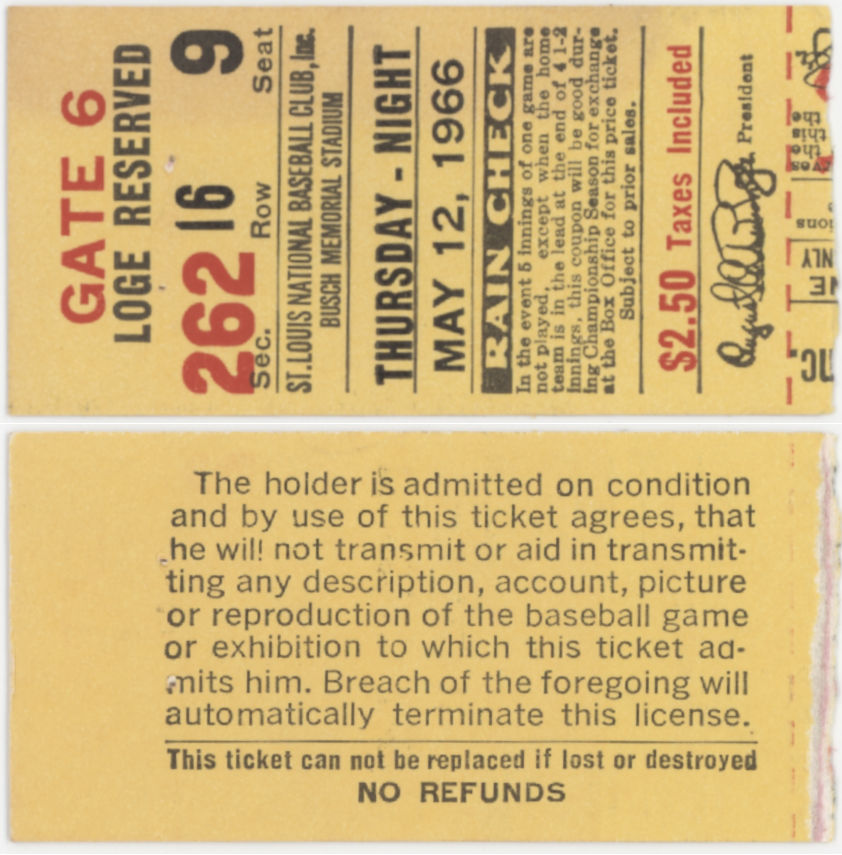 GATE 6
LOGE RESERVED
262 16 9
Sec. Row Seat
ST. LOUIS NATIONAL BASEBALL CLUB, Inc.
BUSCH MEMORIAL STADIUM
THURSDAY - NIGHT
MAY 12, 1966
RAIN CHECK
In the event 5 innings of one game are
not played, except when the home
team is in the lead at the end of 4 1-2
innings, this coupon will be good dur-
ing Championship Season for exchange
at the Box Office for this price ticket.
Subject to prior sales.
$2.50 Taxes Included
President
The holder is admitted on condition
and by use of this ticket agrees, that
he will not transmit or aid in transmit-
ting any description, account, picture
or reproduction of the baseball game
or exhibition to which this ticket ad-
mits him. Breach of the foregoing will
automatically terminate this license.
This ticket can not be replaced if lost or destroyed
NO REFUNDS